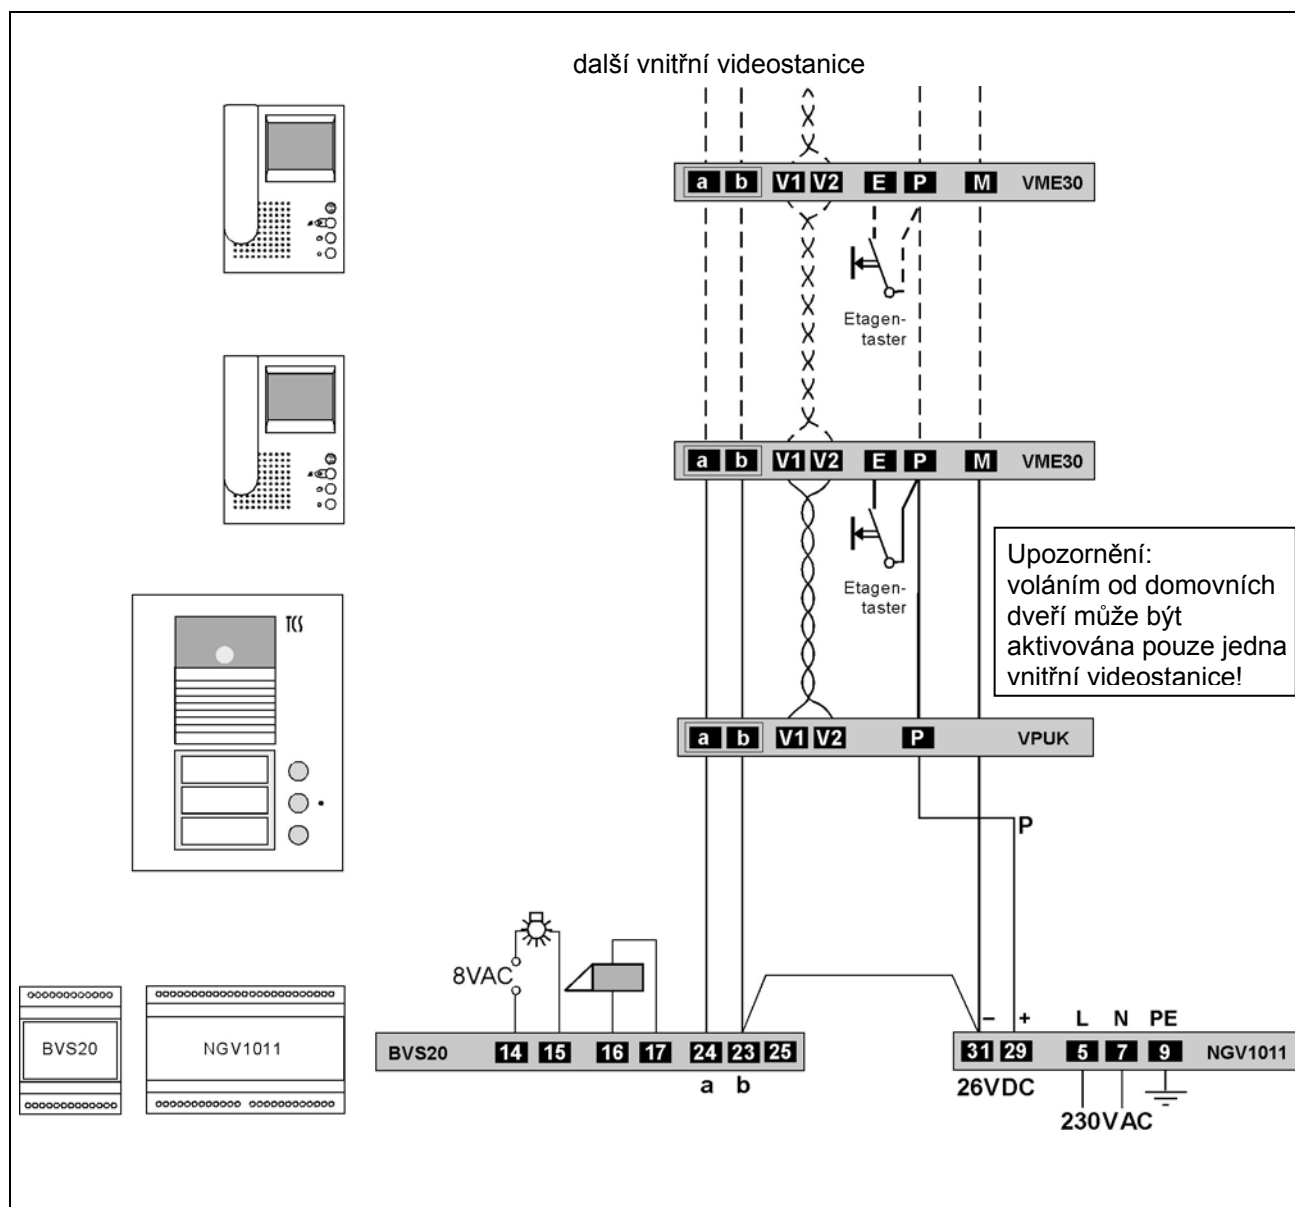 další vnitřní videostanice
a b V1 V2 E P M VME30
Etagen-
taster
a b V1 V2 E P M VME30
Etagen-
taster
Upozornění:
voláním od domovních
dveří může být
aktivována pouze jedna
vnitřní videostanice!
TCS
a b V1 V2 P VPUK
P
8VAC
− + L N PE
BVS20
NGV1011
BVS20 14 15 16 17 24 23 25
31 29 5 7 9 NGV1011
a b
26VDC
230VAC